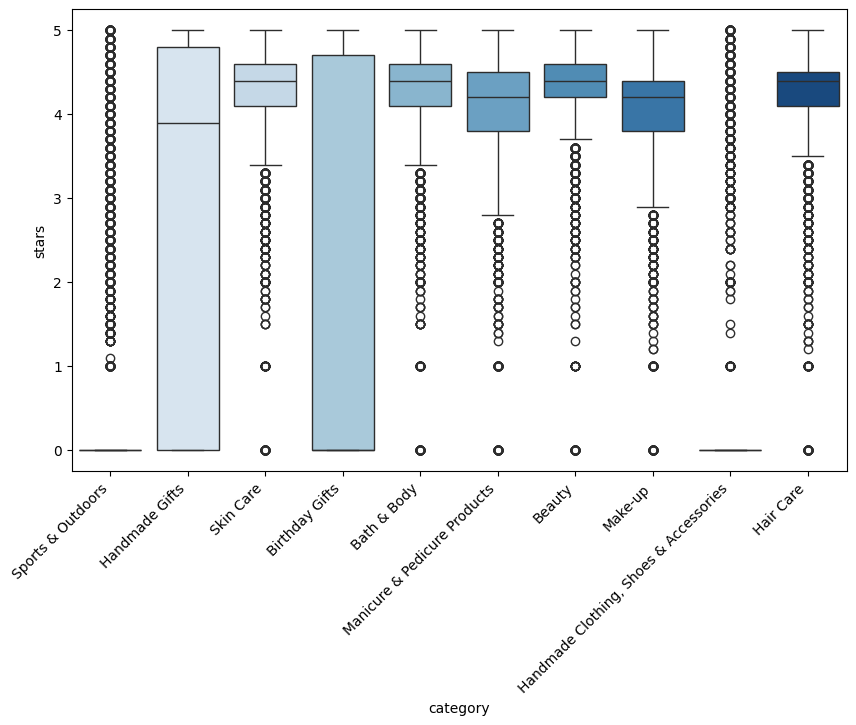 5
4
3
2
1
0
stars
Sports & Outdoors
Handmade Gifts
Skin Care
Birthday Gifts
Bath & Body
Manicure & Pedicure Products
Beauty
Make-up
Handmade Clothing, Shoes & Accessories
Hair Care
category